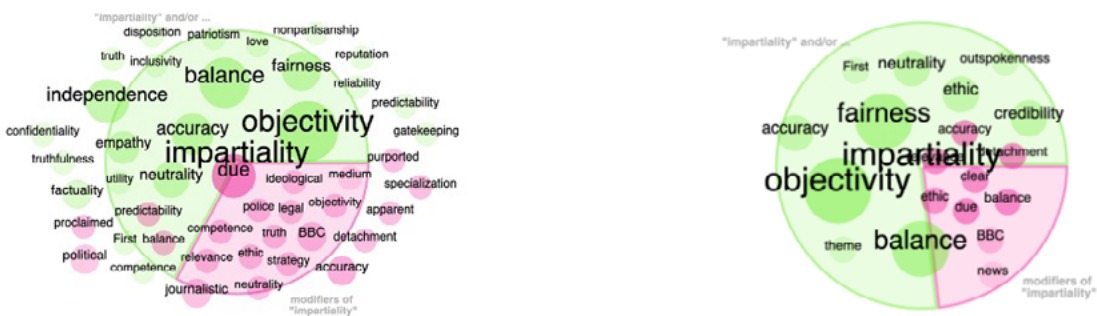 "impartiality" and/or ...
disposition patriotism love nonpartisanship
truth inclusivity balance fairness reputation
independence reliability
predictability
confidentiality accuracy objectivity gatekeeping
empathy impartiality
truthfulness due purported
utility neutrality ideological medium specialization
factuality
predictability police legal objectivity apparent
proclaimed
First balance competence truth BBC detachment
political relevance ethic strategy
competence accuracy
journalistic neutrality
modifiers of
"impartiality"
"impartiality" and/or ...
First neutrality outspokenness
ethic
fairness credibility
accuracy accuracy
impartiality detachment
objectivity clear
ethic due balance
theme balance BBC
news
modifiers of
"impartiality"